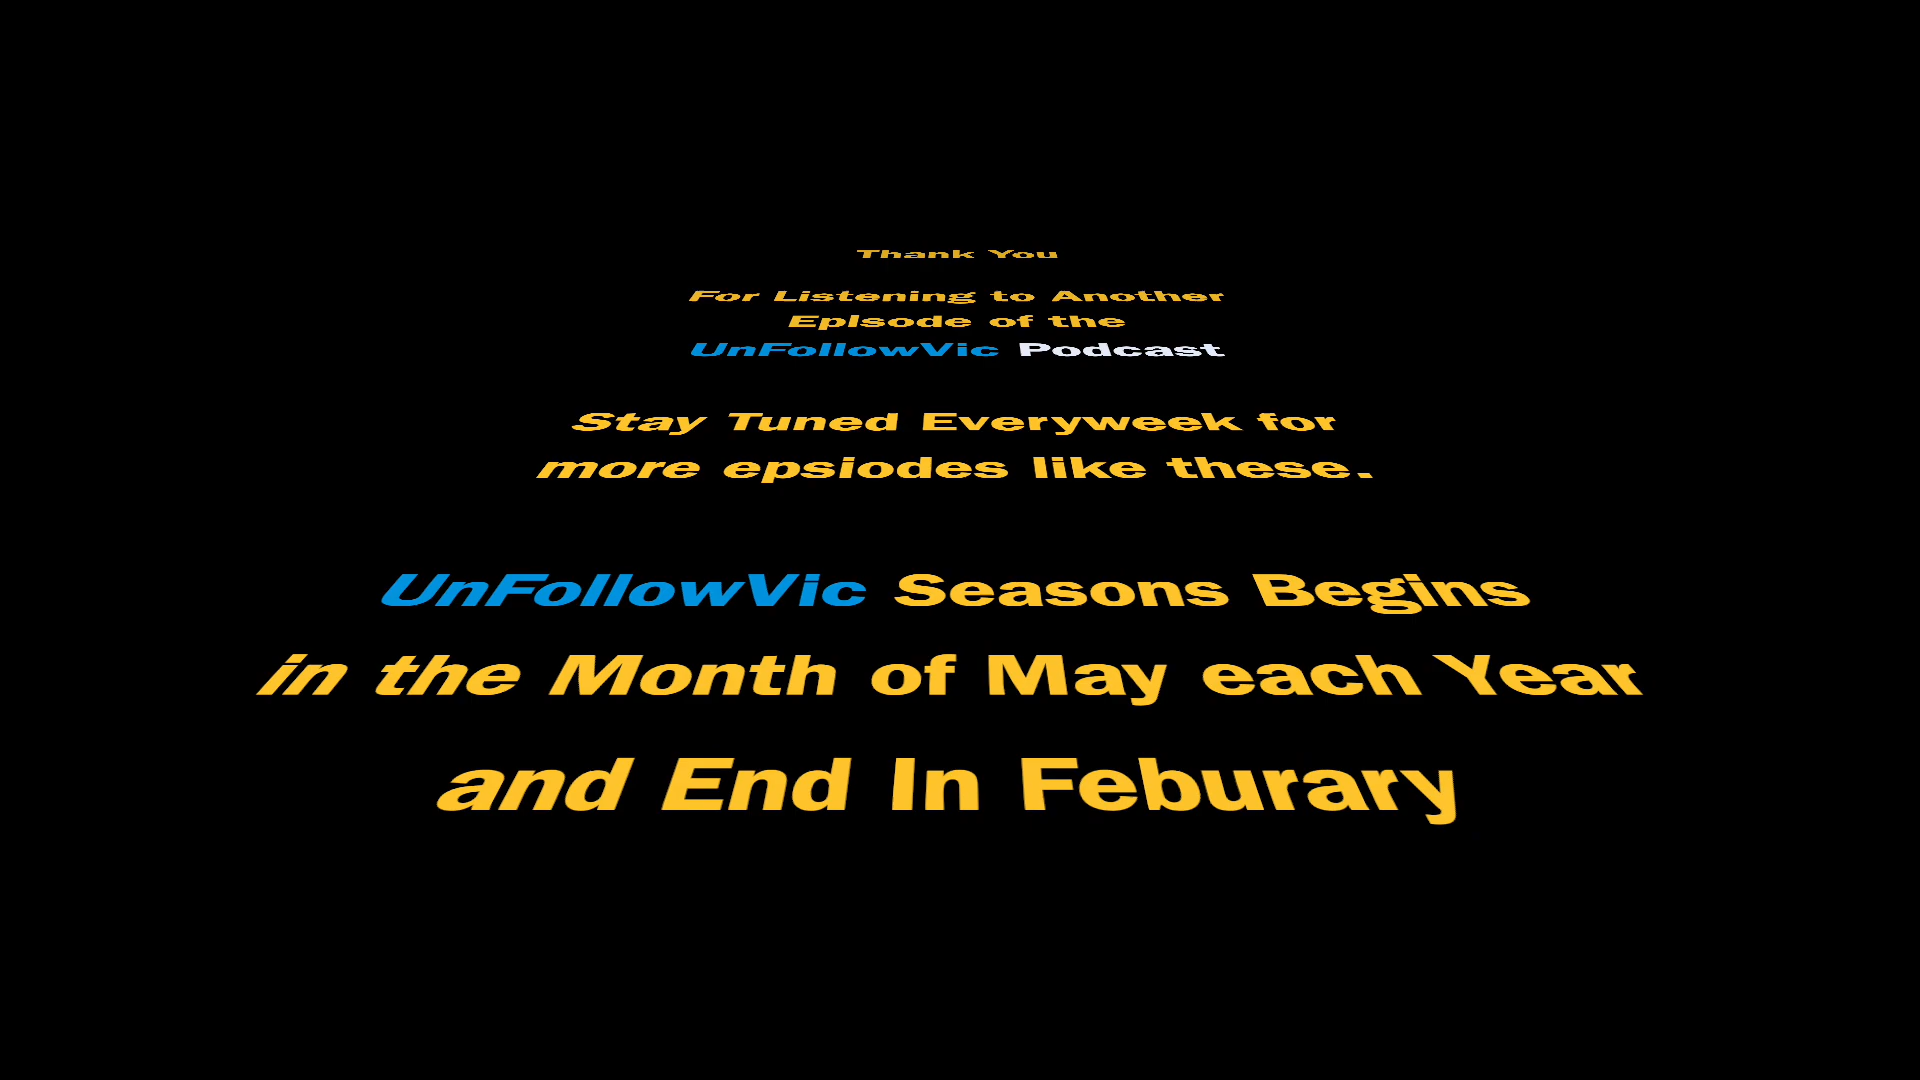 Thank You
For Listening to Another
EpIsode of the
UnFollowVic Podcast
Stay Tuned Everyweek for
more epsiodes like these.
UnFollowVic Seasons Begins
in the Month of May each Year
and End In Feburary